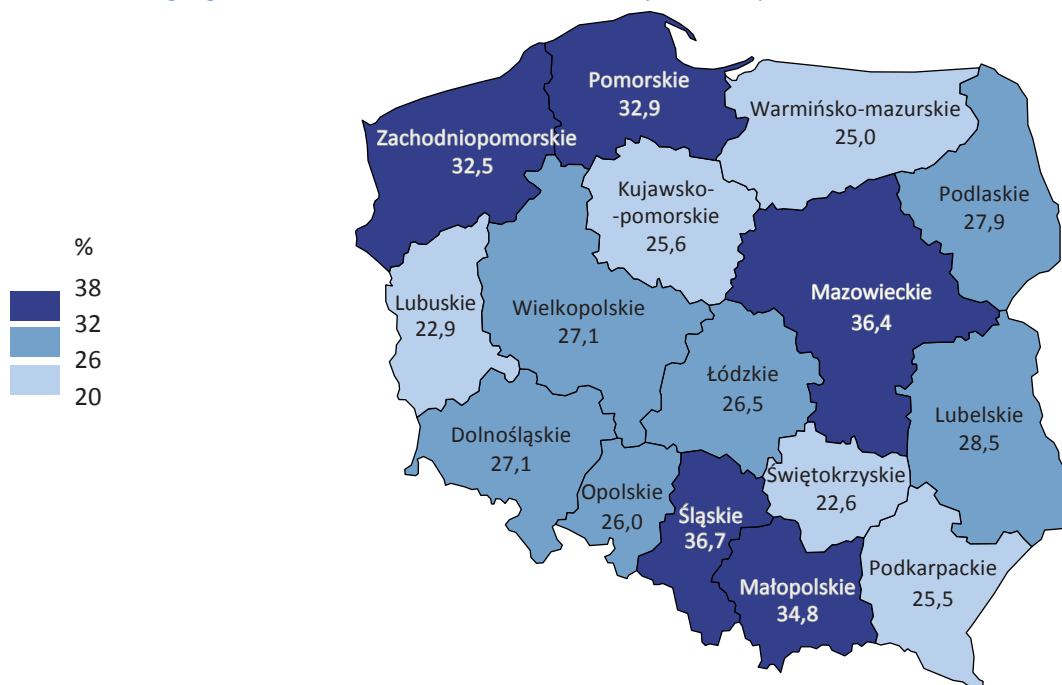 Pomorskie
32,9
Warmińsko-mazurskie
25,0
Zachodniopomorskie
32,5
Kujawsko-
-pomorskie
25,6
Podlaskie
27,9
%
38
32
26
20
Lubuskie
22,9
Wielkopolskie
27,1
Mazowieckie
36,4
Łódzkie
26,5
Lubelskie
28,5
Dolnośląskie
27,1
Opolskie
26,0
Śląskie
36,7
Świętokrzyskie
22,6
Małopolskie
34,8
Podkarpackie
25,5